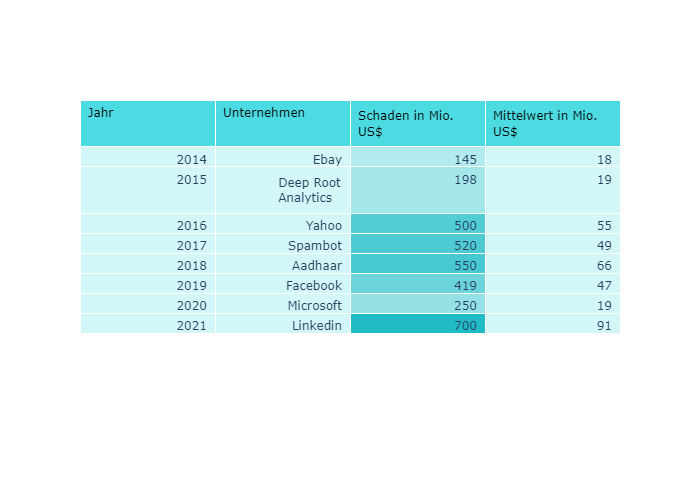 Jahr Unternehmen Schaden in Mio. US$ Mittelwert in Mio. US$
2014 Ebay 145 18
2015 Deep Root Analytics 198 19
2016 Yahoo 500 55
2017 Spambot 520 49
2018 Aadhaar 550 66
2019 Facebook 419 47
2020 Microsoft 250 19
2021 Linkedin 700 91